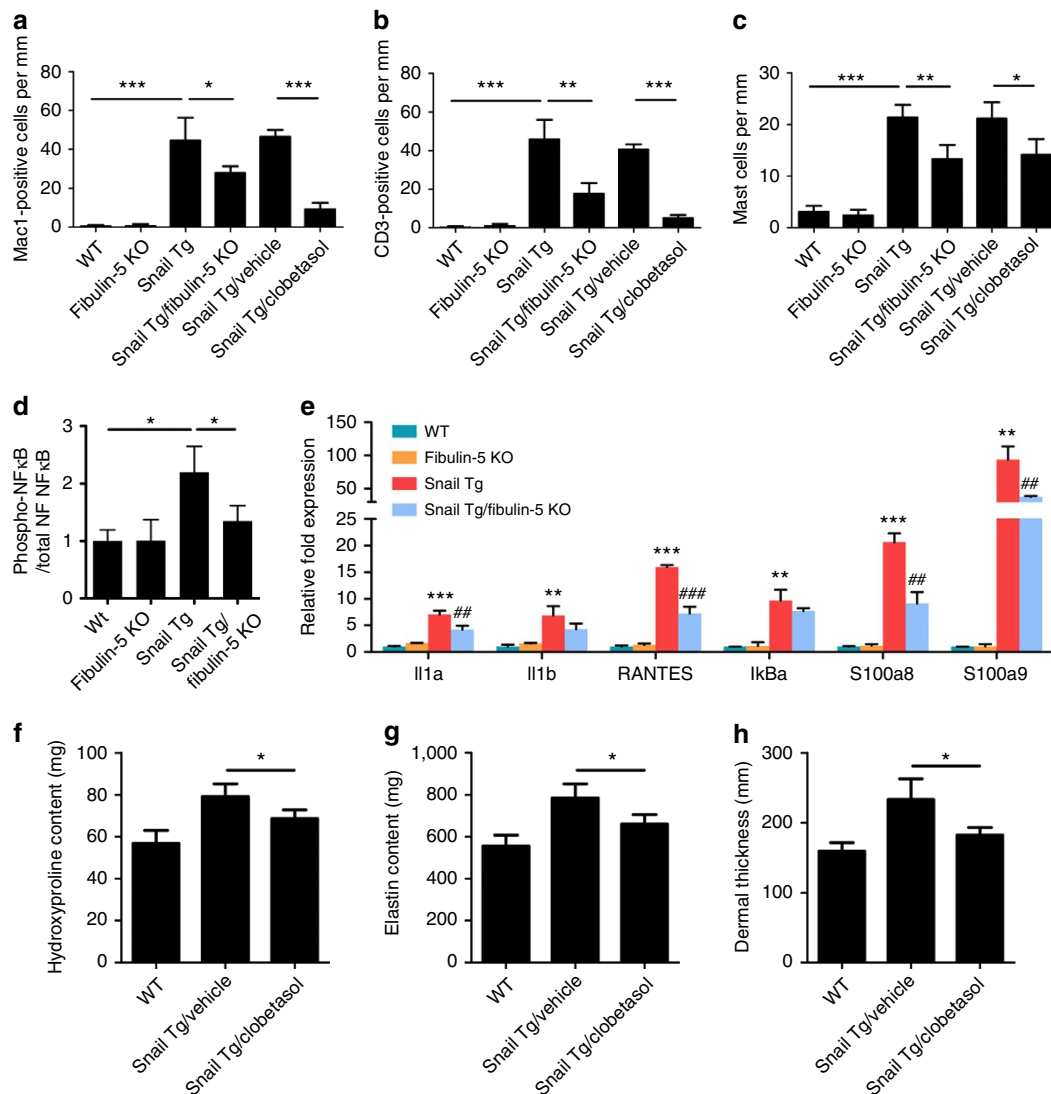 a
Mac1-positive cells per mm
80
60
40
20
0
***
*
***
WT
Fibulin-5 KO
Snail Tg
Snail Tg/fibulin-5 KO
Snail Tg/vehicle
Snail Tg/clobetasol
b
CD3-positive cells per mm
80
60
40
20
0
***
**
***
WT
Fibulin-5 KO
Snail Tg
Snail Tg/fibulin-5 KO
Snail Tg/vehicle
Snail Tg/clobetasol
c
Mast cells per mm
30
20
10
0
***
**
*
WT
Fibulin-5 KO
Snail Tg
Snail Tg/fibulin-5 KO
Snail Tg/vehicle
Snail Tg/clobetasol
d
Phospho-NFκB
/total NF NFκB
3
2
1
0
*
*
Wt
Fibulin-5 KO
Snail Tg
Snail Tg/
fibulin-5 KO
e
Relative fold expression
150
100
50
25
20
15
10
5
0
WT
Fibulin-5 KO
Snail Tg
Snail Tg/fibulin-5 KO
***
##
**
***
###
**
***
##
**
##
Il1a
Il1b
RANTES
IkBa
S100a8
S100a9
f
Hydroxyproline content (mg)
100
80
60
40
20
0
*
WT
Snail Tg/vehicle
Snail Tg/clobetasol
g
Elastin content (mg)
1,000
800
600
400
200
0
*
WT
Snail Tg/vehicle
Snail Tg/clobetasol
h
Dermal thickness (mm)
300
200
100
0
*
WT
Snail Tg/vehicle
Snail Tg/clobetasol